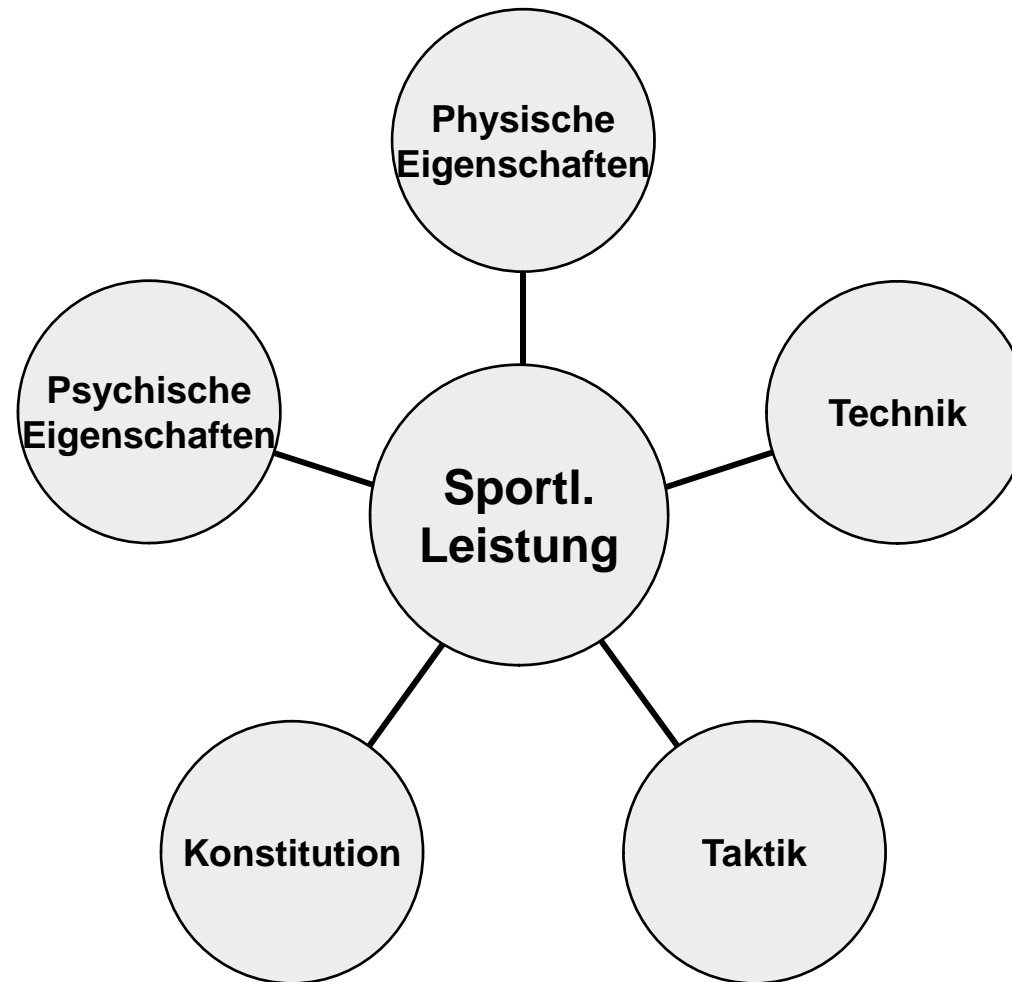 Physische
Eigenschaften
Psychische
Eigenschaften
Technik
Sportl.
Leistung
Konstitution
Taktik